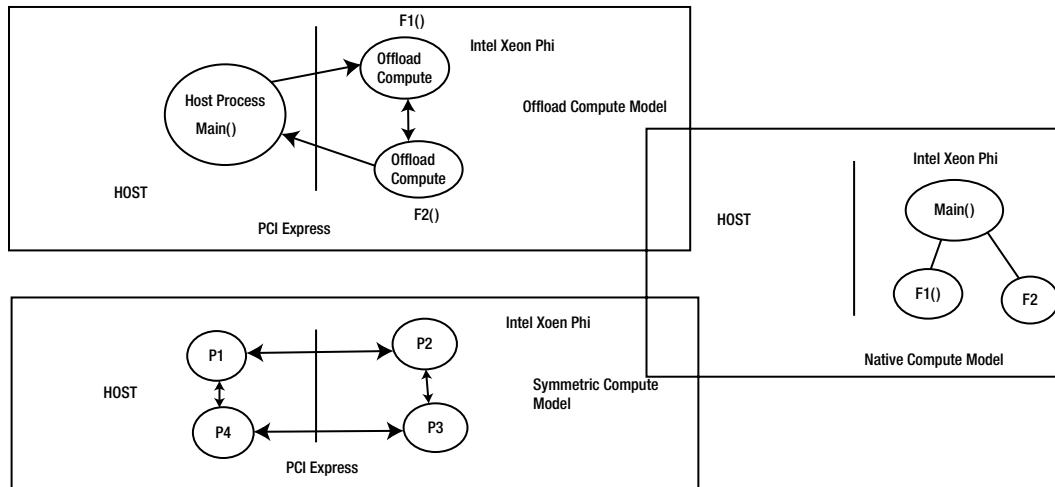 F1()
Intel Xeon Phi
Offload
Compute
Host Process
Main()
Offload Compute Model
Offload
Compute
HOST
F2()
PCI Express
Intel Xeon Phi
Main()
HOST
F1()
F2
Native Compute Model
Intel Xoen Phi
P1
P2
HOST
Symmetric Compute
Model
P4
P3
PCI Express